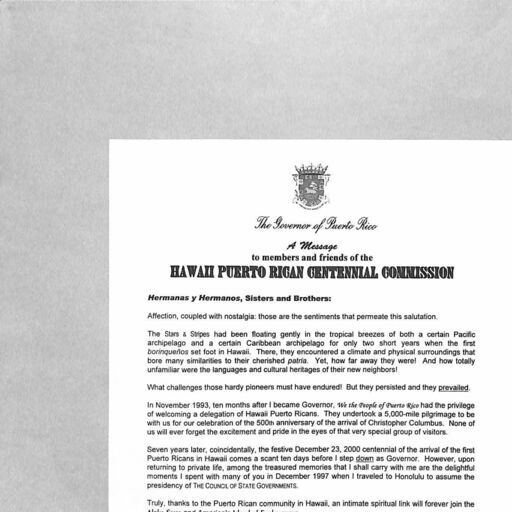 The Governor of Puerto Rico
A Message
to members and friends of the
HAWAII PUERTO RICAN CENTENNIAL COMMISSION
Hermanas y Hermanos, Sisters and Brothers:
Affection, coupled with nostalgia: those are the sentiments that permeate this salutation.
The Stars & Stripes had been floating gently in the tropical breezes of both a certain Pacific
archipelago and a certain Caribbean archipelago for only two short years when the first
borinqueños set foot in Hawaii. There, they encountered a climate and physical surroundings that
bore many similarities to their cherished patria. Yet, how far away they were! And how totally
unfamiliar were the languages and cultural heritages of their new neighbors!
What challenges those hardy pioneers must have endured! But they persisted and they prevailed.
In November 1993, ten months after I became Governor, We the People of Puerto Rico had the privilege
of welcoming a delegation of Hawaii Puerto Ricans. They undertook a 5,000-mile pilgrimage to be
with us for our celebration of the 500th anniversary of the arrival of Christopher Columbus. None of
us will ever forget the excitement and pride in the eyes of that very special group of visitors.
Seven years later, coincidentally, the festive December 23, 2000 centennial of the arrival of the first
Puerto Ricans in Hawaii comes a scant ten days before I step down as Governor. However, upon
returning to private life, among the treasured memories that I shall carry with me are the delightful
moments I spent with many of you in December 1997 when I traveled to Honolulu to assume the
presidency of THE COUNCIL OF STATE GOVERNMENTS.
Truly, thanks to the Puerto Rican community in Hawaii, an intimate spiritual link will forever join the